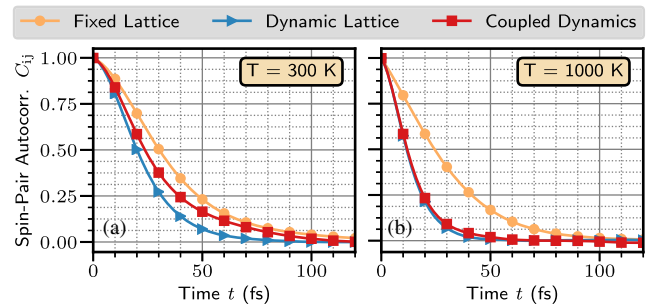 Fixed Lattice Dynamic Lattice Coupled Dynamics
Spin-Pair Autocorr. C_ij
1.00
0.75
0.50
0.25
0.00
T = 300 K
(a)
0 50 100
Time t (fs)
T = 1000 K
(b)
0 50 100
Time t (fs)